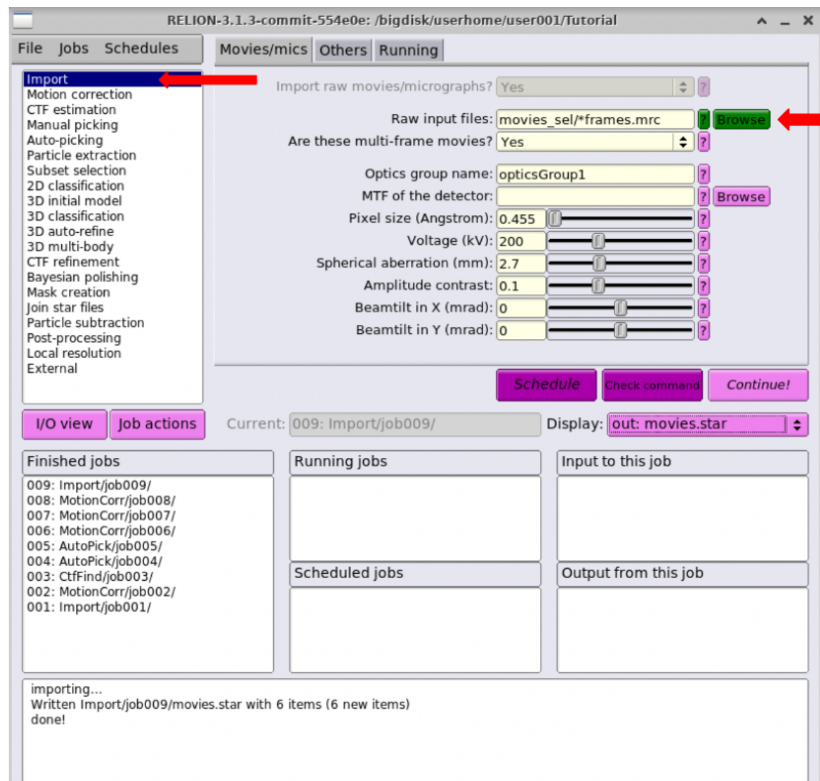 RELION-3.1.3-commit-554e0e: /bigdisk/userhome/user001/Tutorial
File Jobs Schedules
Movies/mics Others Running
Import
Motion correction
CTF estimation
Manual picking
Auto-picking
Particle extraction
Subset selection
2D classification
3D initial model
3D classification
3D auto-refine
3D multi-body
CTF refinement
Bayesian polishing
Mask creation
Join star files
Particle subtraction
Post-processing
Local resolution
External
Import raw movies/micrographs? Yes ?
Raw input files: movies_sel/*frames.mrc ? Browse
Are these multi-frame movies? Yes ?
Optics group name: opticsGroup1 ?
MTF of the detector: ? Browse
Pixel size (Angstrom): 0.455 ?
Voltage (kV): 200 ?
Spherical aberration (mm): 2.7 ?
Amplitude contrast: 0.1 ?
Beamtilt in X (mrad): 0 ?
Beamtilt in Y (mrad): 0 ?
Schedule Check command Continue!
I/O view Job actions Current: 009: Import/job009/ Display: out: movies.star
Finished jobs
009: Import/job009/
008: MotionCorr/job008/
007: MotionCorr/job007/
006: MotionCorr/job006/
005: AutoPick/job005/
004: AutoPick/job004/
003: CtfFind/job003/
002: MotionCorr/job002/
001: Import/job001/
Running jobs
Scheduled jobs
Input to this job
Output from this job
importing...
Written Import/job009/movies.star with 6 items (6 new items)
done!